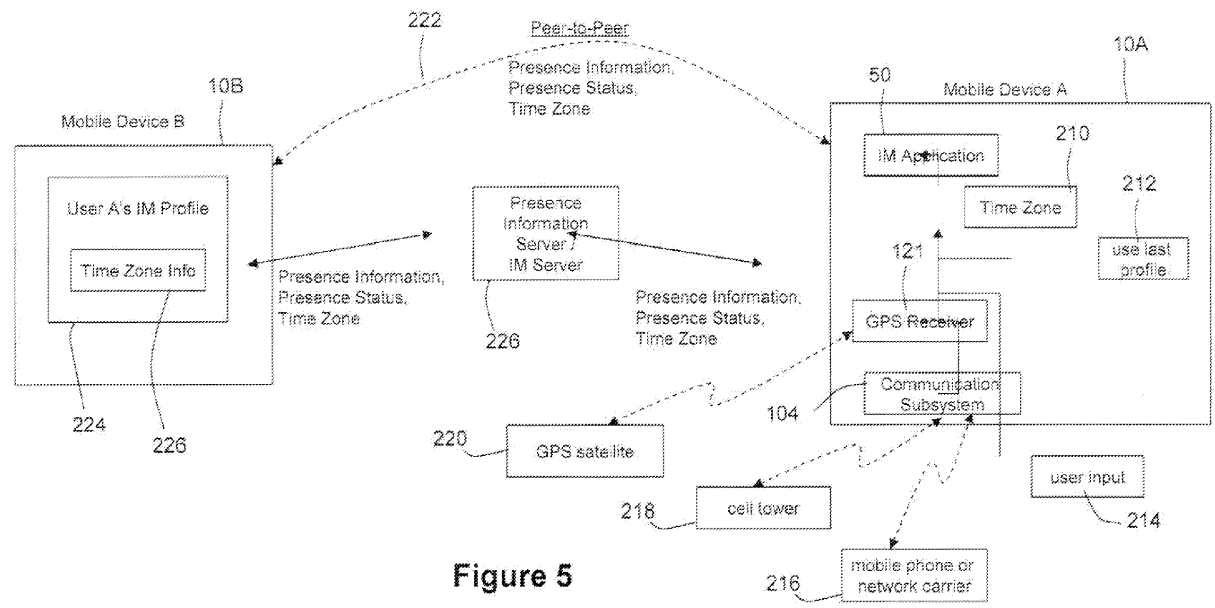 222
Peer-to-Peer
Presence Information,
Presence Status,
Time Zone
10A
Mobile Device A
10B
Mobile Device B
50
IM Application
210
Time Zone
212
use last
profile
User A's IM Profile
Time Zone Info
Presence
Information
Server /
IM Server
226
Presence Information,
Presence Status,
Time Zone
Presence Information,
Presence Status,
Time Zone
121
GPS Receiver
104
Communication
Subsystem
224
226
220
GPS satellite
218
cell tower
user input
214
216
mobile phone or
network carrier
Figure 5